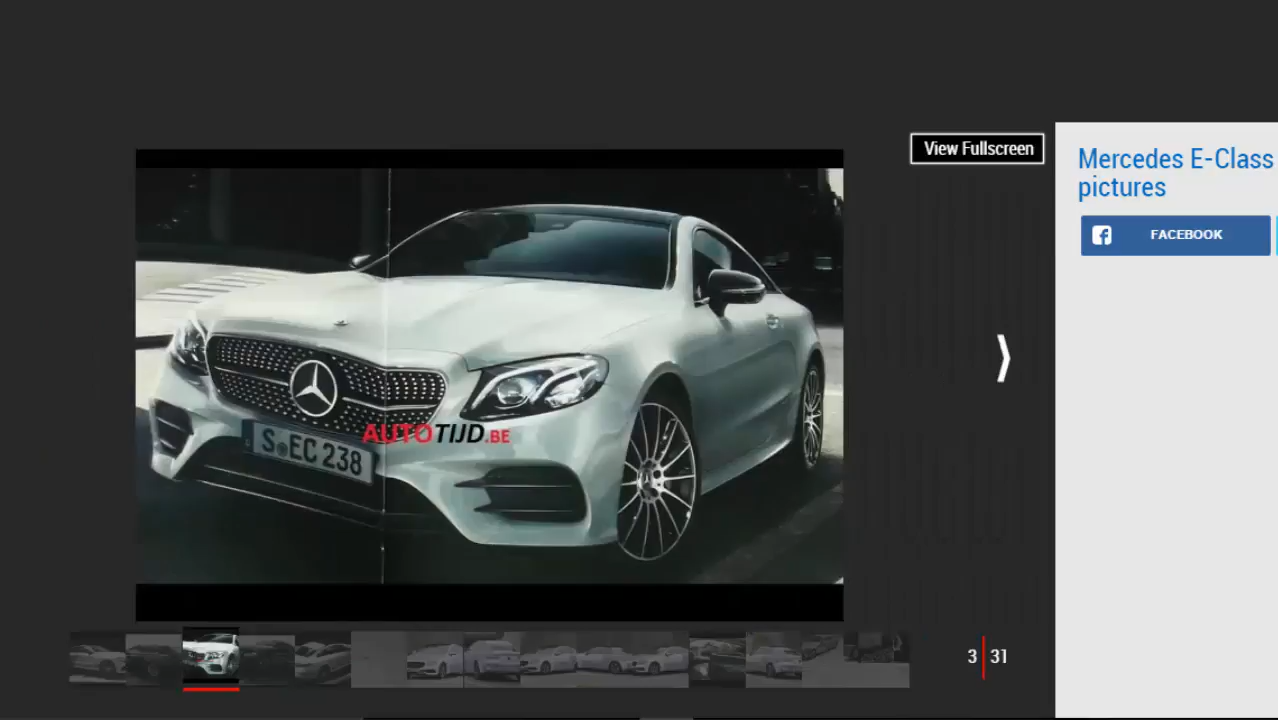 View Fullscreen
Mercedes E-Class
pictures
FACEBOOK
S EC 238
AUTOTIJD.BE
3 31